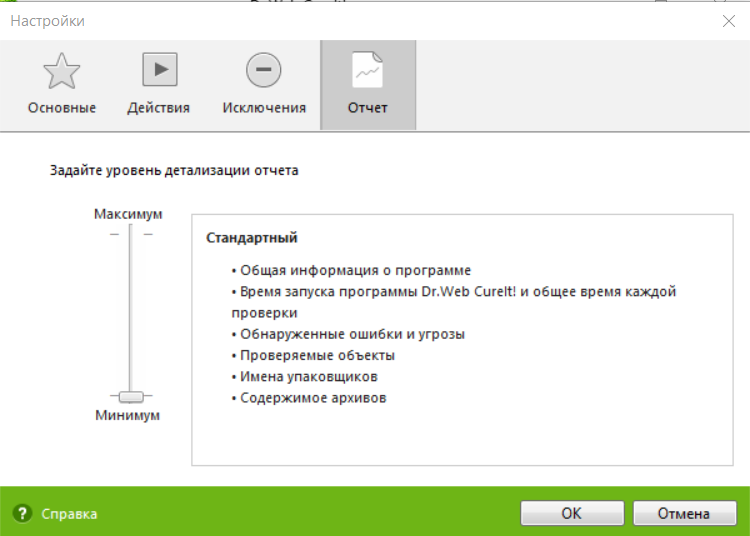 Настройки
Основные Действия Исключения Отчет
Задайте уровень детализации отчета
Максимум
Минимум
Стандартный
• Общая информация о программе
• Время запуска программы Dr.Web CureIt! и общее время каждой
проверки
• Обнаруженные ошибки и угрозы
• Проверяемые объекты
• Имена упаковщиков
• Содержимое архивов
? Справка
OK Отмена